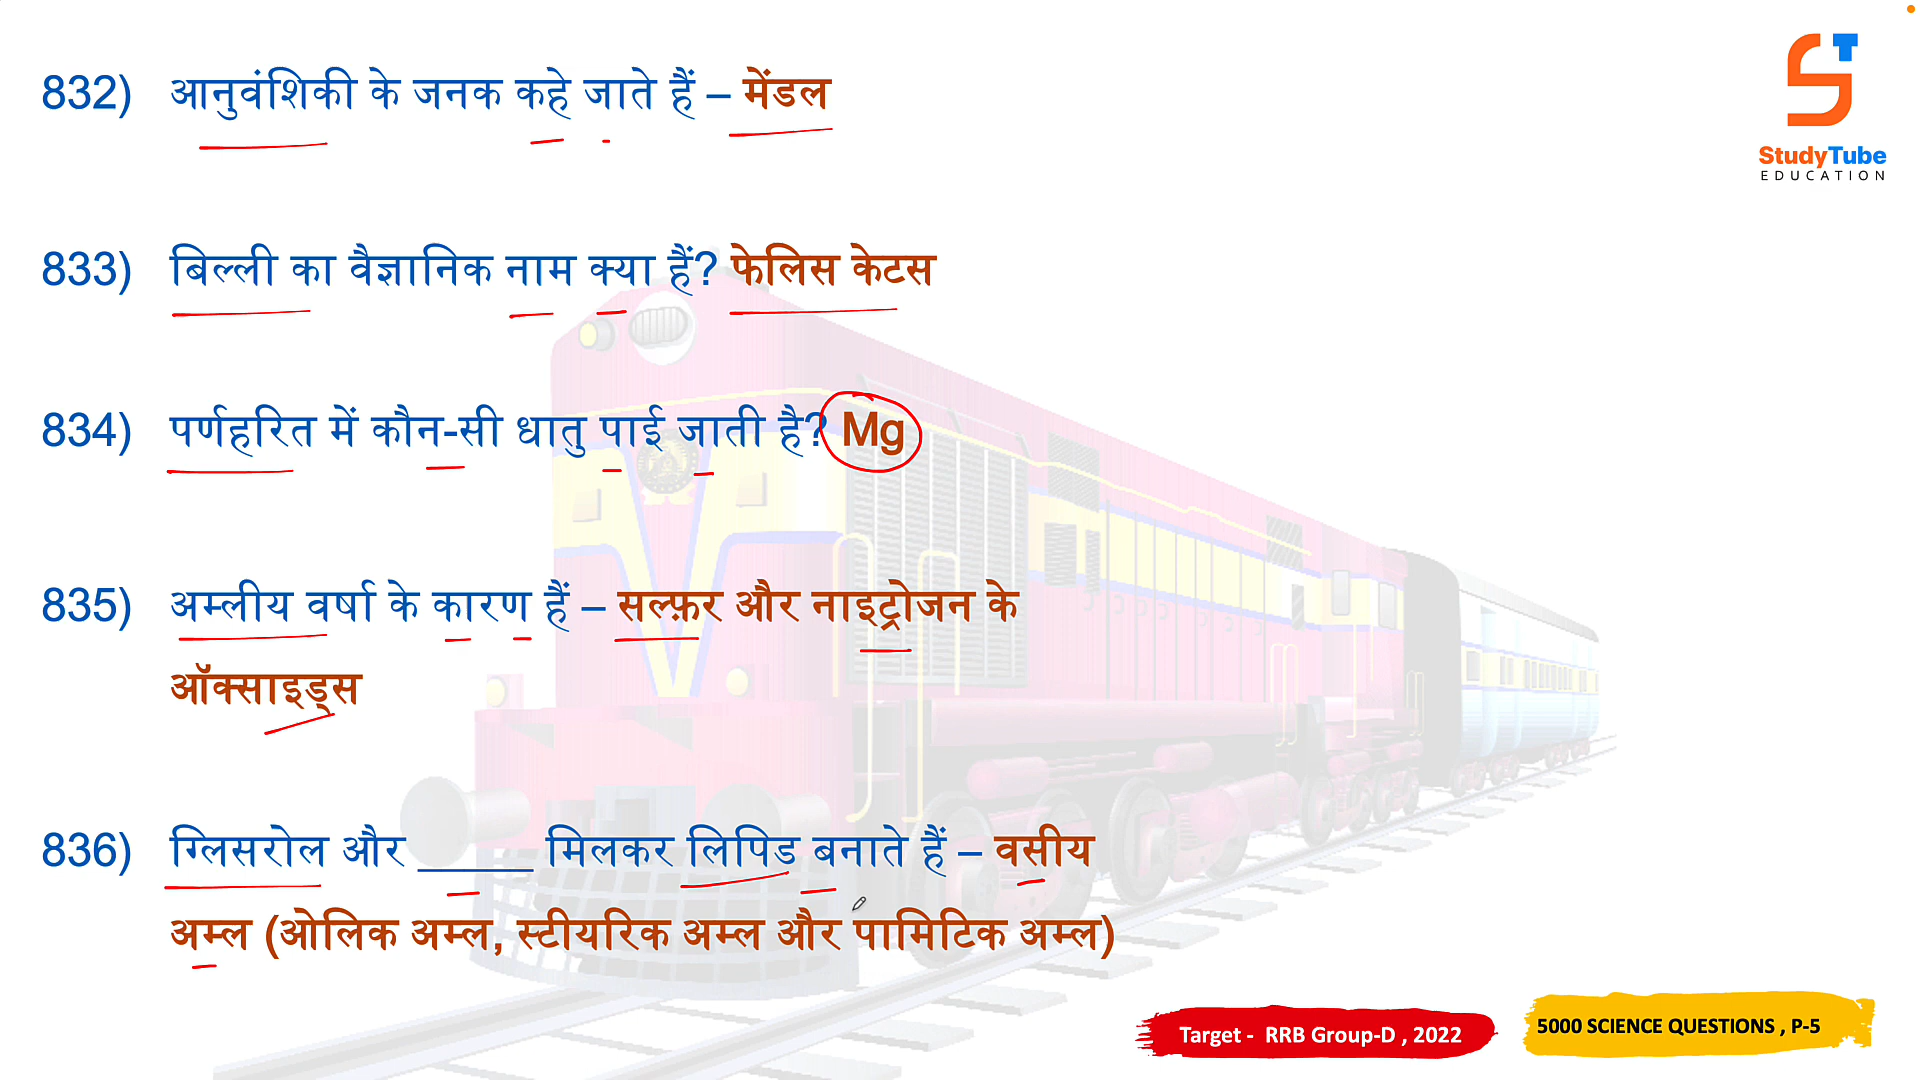 832) आनुवंशिकी के जनक कहे जाते हैं – मेंडल
StudyTube
EDUCATION
833) बिल्ली का वैज्ञानिक नाम क्या हैं? फेलिस केटस
834) पर्णहरित में कौन-सी धातु पाई जाती है? Mg
835) अम्लीय वर्षा के कारण हैं – सल्फ़र और नाइट्रोजन के
ऑक्साइड्स
836) ग्लिसरोल और _____ मिलकर लिपिड बनाते हैं – वसीय
अम्ल (ओलिक अम्ल, स्टीयरिक अम्ल और पामिटिक अम्ल)
Target - RRB Group-D , 2022
5000 SCIENCE QUESTIONS , P-5